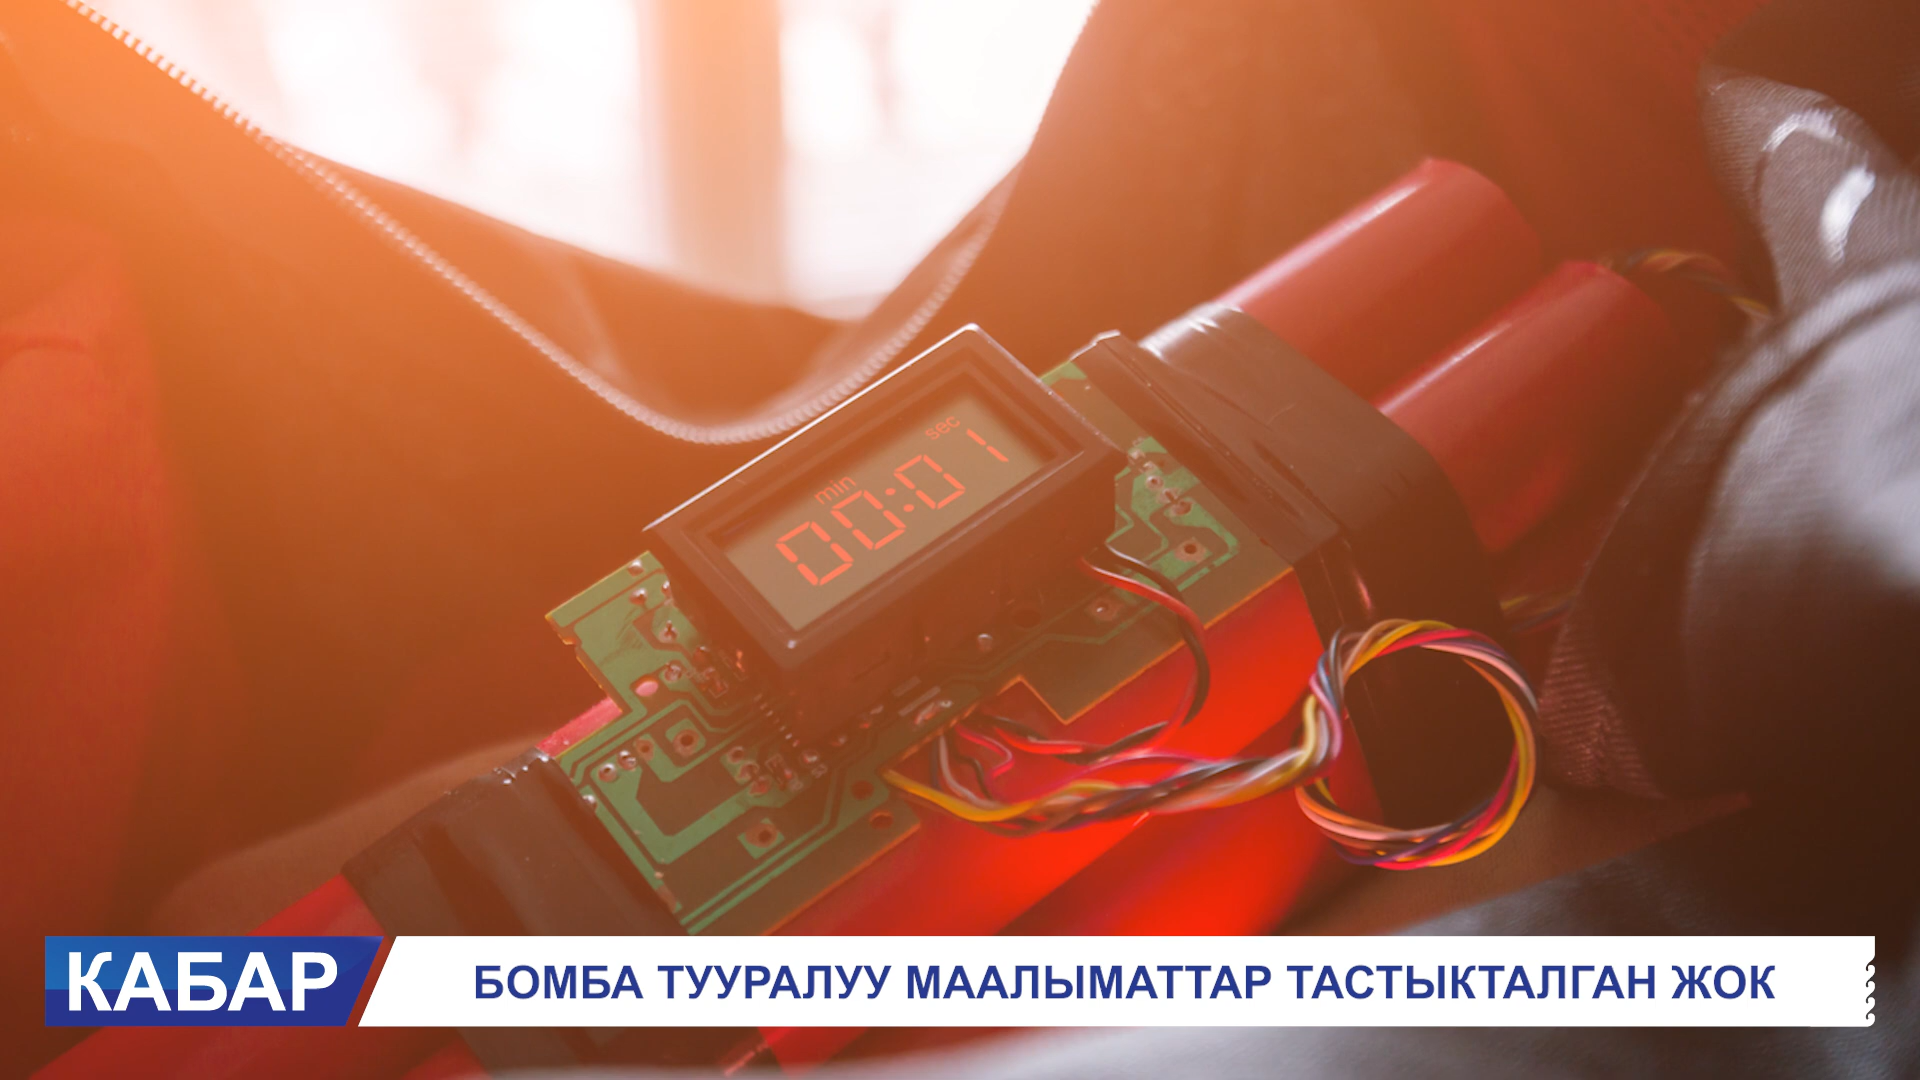 min sec
00:01
КАБАР
БОМБА ТУУРАЛУУ МААЛЫМАТТАР ТАСТЫКТАЛГАН ЖОК